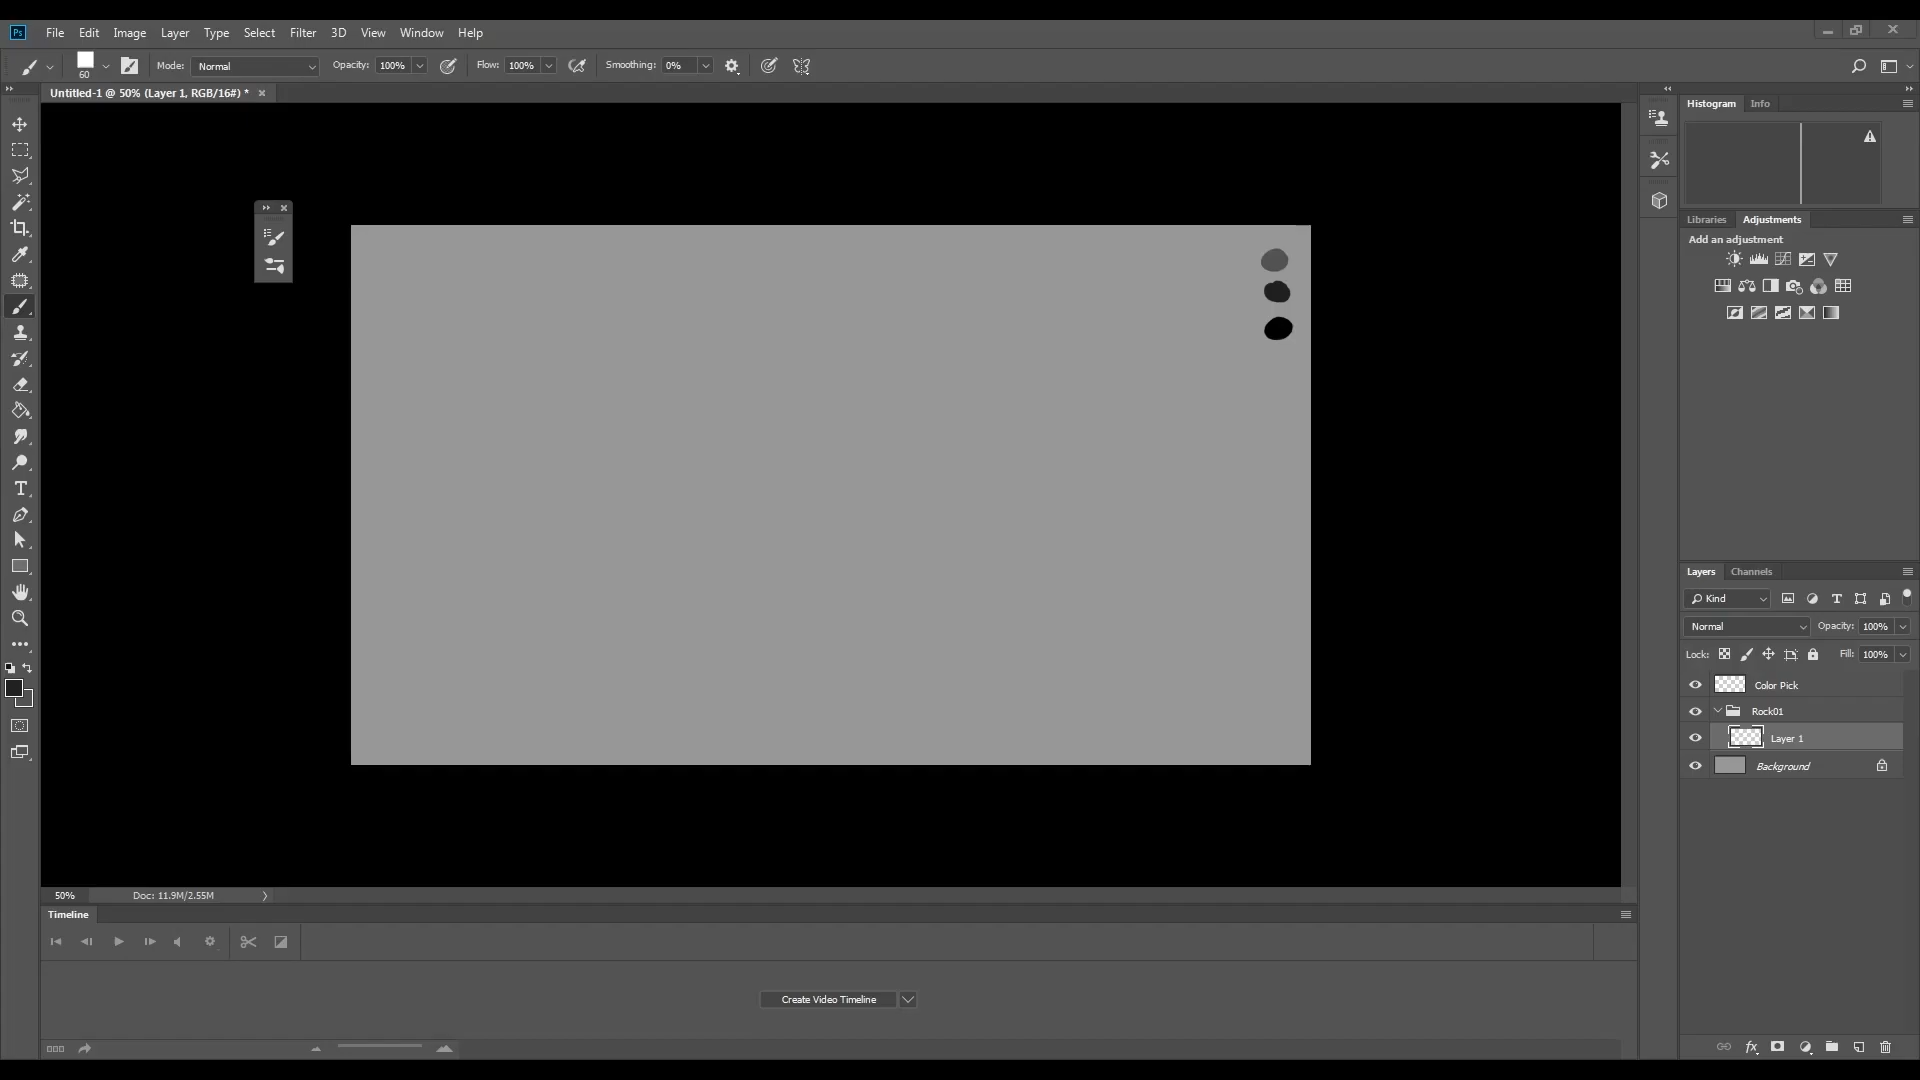 Ps File Edit Image Layer Type Select Filter 3D View Window Help
60 Mode: Normal Opacity: 100% Flow: 100% Smoothing: 0%
Untitled-1 @ 50% (Layer 1, RGB/16#) *
Histogram Info
Libraries Adjustments
Add an adjustment
Layers Channels
Kind
Normal Opacity: 100%
Lock: Fill: 100%
Color Pick
Rock01
Layer 1
Background
fx
50% Doc: 11.9M/2.55M
Timeline
Create Video Timeline